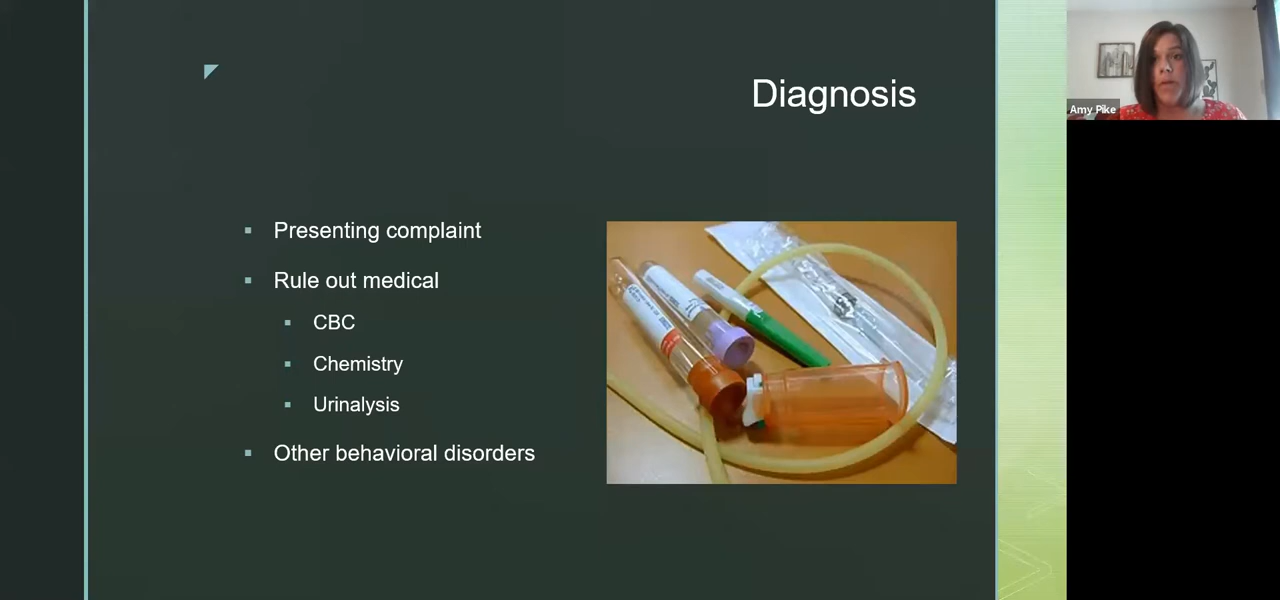 Diagnosis
Presenting complaint
Rule out medical
CBC
Chemistry
Urinalysis
Other behavioral disorders
Amy Pike